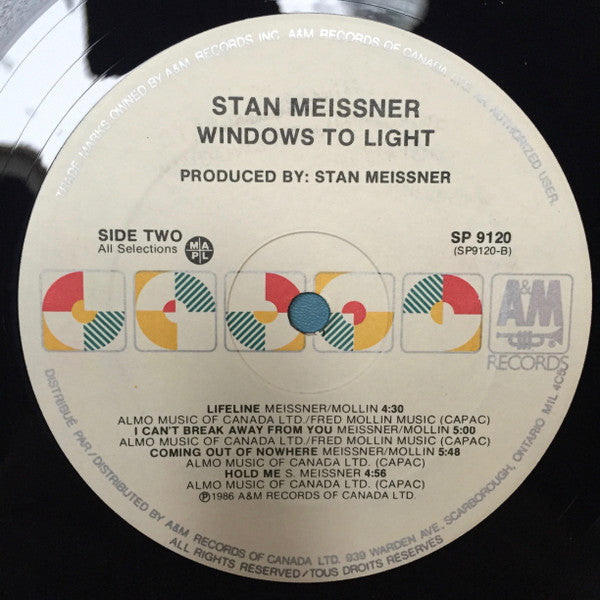 TRADE MARKS OWNED BY A&M RECORDS INC. A&M RECORDS OF CANADA LTD. AN AUTHORIZED USER.
STAN MEISSNER
WINDOWS TO LIGHT
PRODUCED BY: STAN MEISSNER
SIDE TWO
All Selections
M A P L
SP 9120
(SP9120-B)
A&M
RECORDS
LIFELINE MEISSNER/MOLLIN 4:30
ALMO MUSIC OF CANADA LTD./FRED MOLLIN MUSIC (CAPAC)
I CAN'T BREAK AWAY FROM YOU MEISSNER/MOLLIN 5:00
ALMO MUSIC OF CANADA LTD./FRED MOLLIN MUSIC (CAPAC)
COMING OUT OF NOWHERE MEISSNER/MOLLIN 5:48
ALMO MUSIC OF CANADA LTD. (CAPAC)
HOLD ME S. MEISSNER 4:56
ALMO MUSIC OF CANADA LTD. (CAPAC)
℗1986 A&M RECORDS OF CANADA LTD.
DISTRIBUÉ PAR/DISTRIBUTED BY A&M RECORDS OF CANADA LTD. 939 WARDEN AVE, SCARBOROUGH, ONTARIO M1L 4C5
ALL RIGHTS RESERVED/TOUS DROITS RÉSERVÉS